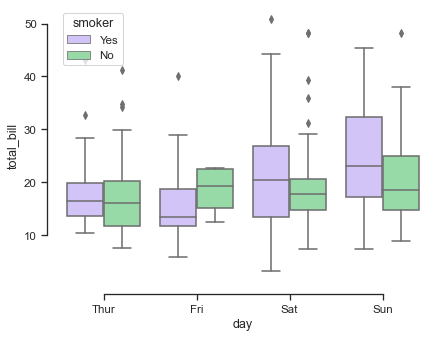 smoker
Yes
No
50
40
30
20
10
total_bill
Thur
Fri
Sat
Sun
day